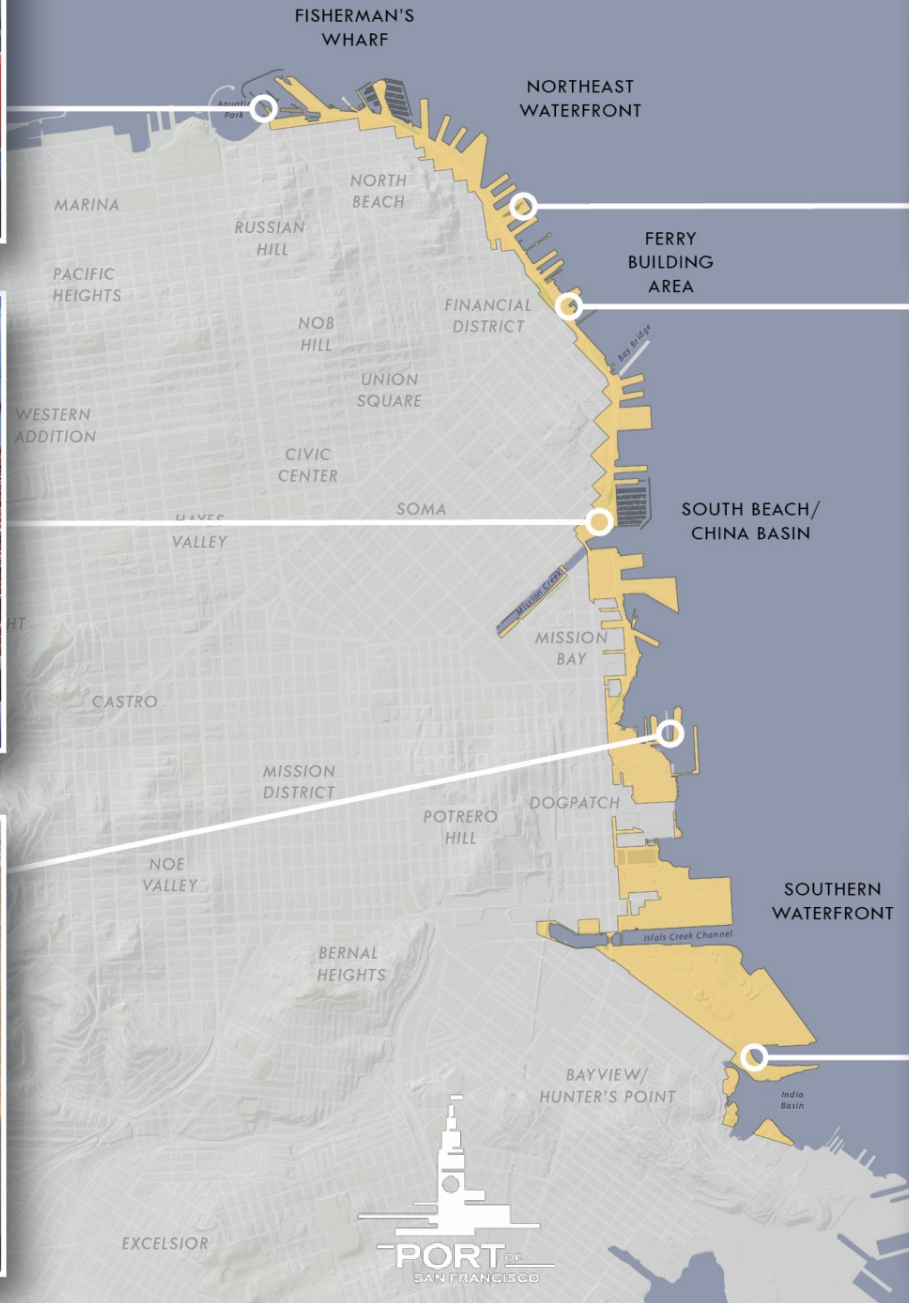 FISHERMAN'S
WHARF
NORTHEAST
WATERFRONT
Aquatic
Park
MARINA
NORTH
BEACH
RUSSIAN
HILL
FERRY
BUILDING
AREA
PACIFIC
HEIGHTS
FINANCIAL
DISTRICT
NOB
HILL
Bay Bridge
UNION
SQUARE
WESTERN
ADDITION
CIVIC
CENTER
SOMA
SOUTH BEACH/
CHINA BASIN
HAYES
VALLEY
Mission Creek
HT
MISSION
BAY
CASTRO
MISSION
DISTRICT
DOGPATCH
POTRERO
HILL
NOE
VALLEY
SOUTHERN
WATERFRONT
Islais Creek Channel
BERNAL
HEIGHTS
BAYVIEW/
HUNTER'S POINT
India
Basin
EXCELSIOR
PORT OF
SAN FRANCISCO